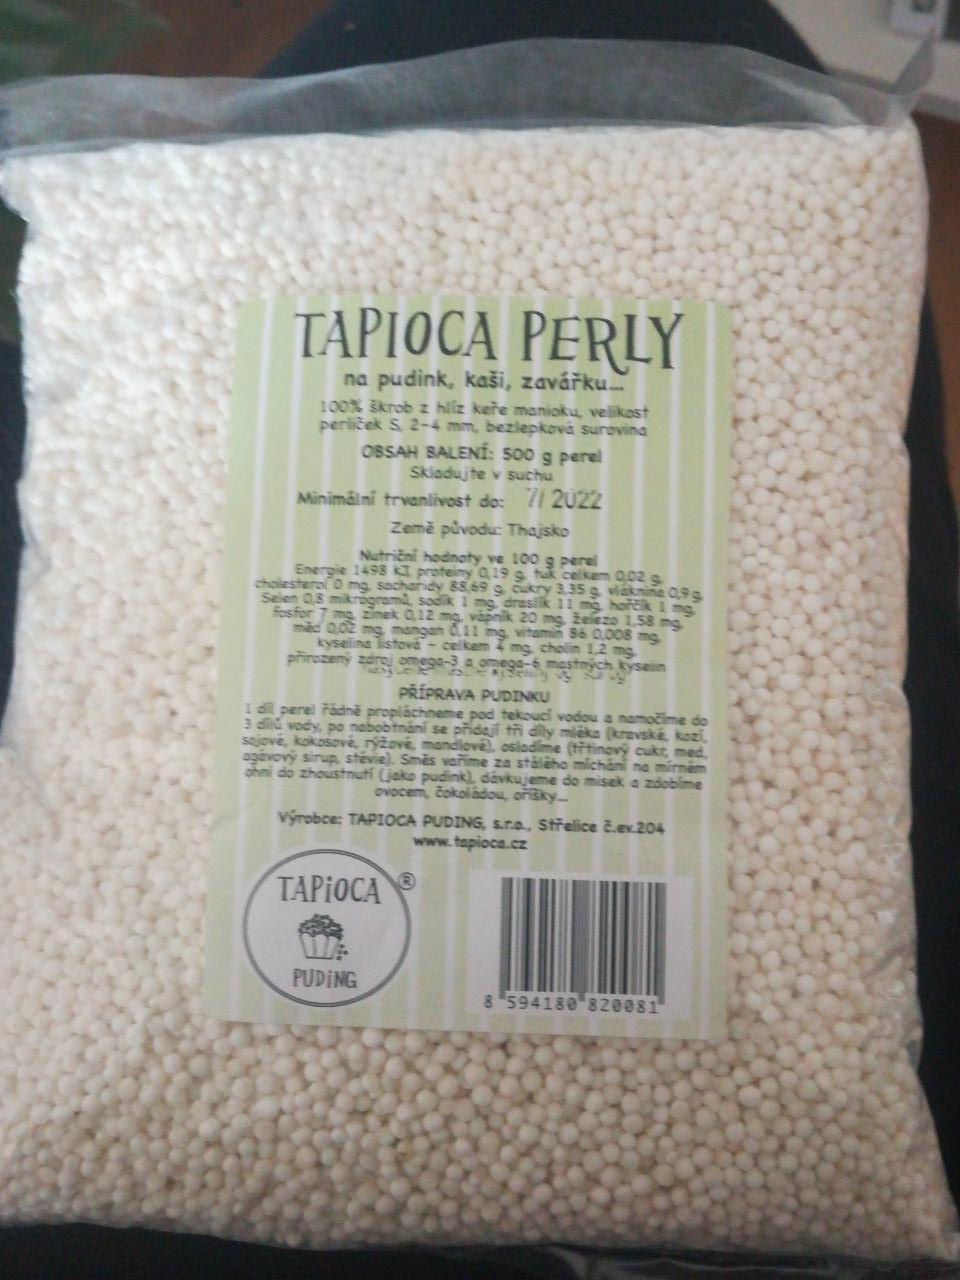 TAPIOCA PERLY
na pudink, kaši, zavářku...
100% škrob z hlíz keře manioku, velikost
perliček S, 2-4 mm, bezlepková surovina
OBSAH BALENÍ: 500 g perel
Skladujte v suchu
Minimální trvanlivost do: 7/2022
Země původu: Thajsko
Nutriční hodnoty ve 100 g perel
Energie 1498 kJ, proteiny 0,19 g, tuk celkem 0,02 g,
cholesterol 0 mg, sacharidy 88,69 g, cukry 3,35 g, vláknina 0,9 g,
Selen 0,8 mikrogramů, sodík 1 mg, draslík 11 mg, hořčík 1 mg,
fosfor 7 mg, zinek 0,12 mg, vápník 20 mg, železo 1,58 mg,
měď 0,02 mg, mangan 0,11 mg, vitamin B6 0,008 mg,
kyselina listová - celkem 4 mg, cholin 1,2 mg,
přirozený zdroj omega-3 a omega-6 mastných kyselin
PŘÍPRAVA PUDINKU
1 díl perel řádně propláchneme pod tekoucí vodou a namočíme do
3 dílů vody, po nabobtnání se přidají tři díly mléka (kravské, kozí,
sojové, kokosové, rýžové, mandlové), osladíme (třtinový cukr, med,
agávový sirup, stévie). Směs vaříme za stálého míchání na mírném
ohni do zhoustnutí (jako pudink), dávkujeme do misek a zdobíme
ovocem, čokoládou, oříšky...
Výrobce: TAPIOCA PUDING, s.r.o., Střelice č.ev.204
www.tapioca.cz
TAPiOCA ®
PUDiNG
8 594180 820081